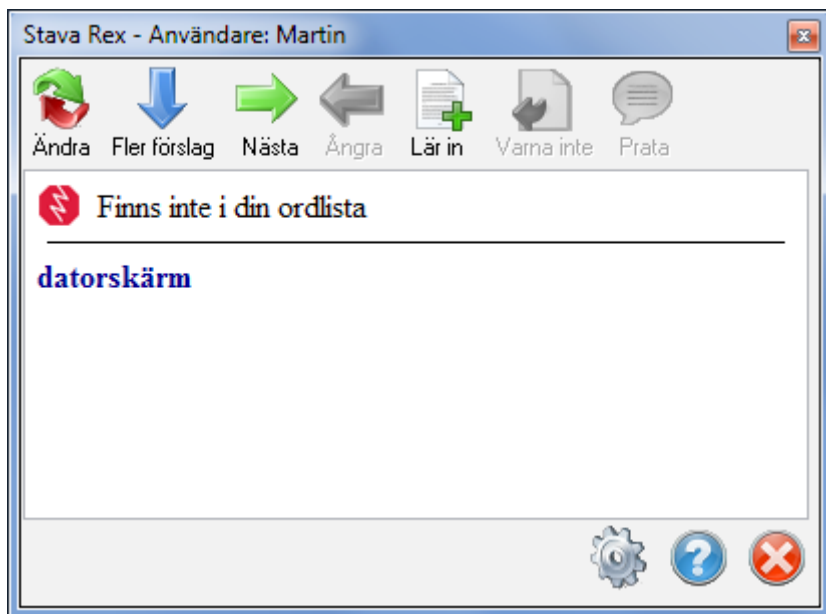 Stava Rex - Användare: Martin
Ändra Fler förslag Nästa Ångra Lär in Varna inte Prata
Finns inte i din ordlista
datorskärm